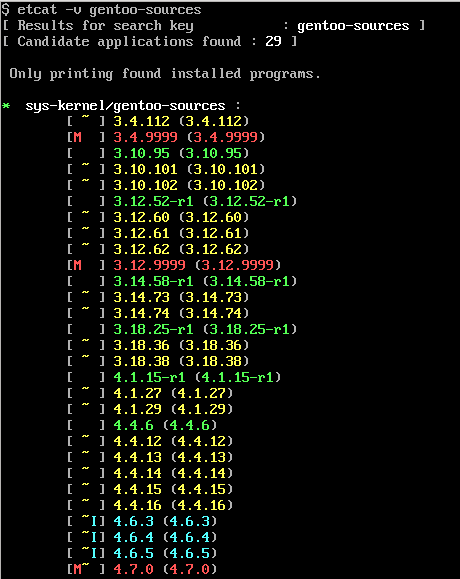 $ etcat -v gentoo-sources
[ Results for search key           : gentoo-sources ]
[ Candidate applications found : 29 ]
Only printing found installed programs.
*  sys-kernel/gentoo-sources :
[ ~ ] 3.4.112 (3.4.112)
[M  ] 3.4.9999 (3.4.9999)
[   ] 3.10.95 (3.10.95)
[ ~ ] 3.10.101 (3.10.101)
[ ~ ] 3.10.102 (3.10.102)
[   ] 3.12.52-r1 (3.12.52-r1)
[ ~ ] 3.12.60 (3.12.60)
[ ~ ] 3.12.61 (3.12.61)
[ ~ ] 3.12.62 (3.12.62)
[M  ] 3.12.9999 (3.12.9999)
[   ] 3.14.58-r1 (3.14.58-r1)
[ ~ ] 3.14.73 (3.14.73)
[ ~ ] 3.14.74 (3.14.74)
[   ] 3.18.25-r1 (3.18.25-r1)
[ ~ ] 3.18.36 (3.18.36)
[ ~ ] 3.18.38 (3.18.38)
[   ] 4.1.15-r1 (4.1.15-r1)
[ ~ ] 4.1.27 (4.1.27)
[ ~ ] 4.1.29 (4.1.29)
[   ] 4.4.6 (4.4.6)
[ ~ ] 4.4.12 (4.4.12)
[ ~ ] 4.4.13 (4.4.13)
[ ~ ] 4.4.14 (4.4.14)
[ ~ ] 4.4.15 (4.4.15)
[ ~ ] 4.4.16 (4.4.16)
[ ~I] 4.6.3 (4.6.3)
[ ~I] 4.6.4 (4.6.4)
[ ~I] 4.6.5 (4.6.5)
[M~ ] 4.7.0 (4.7.0)